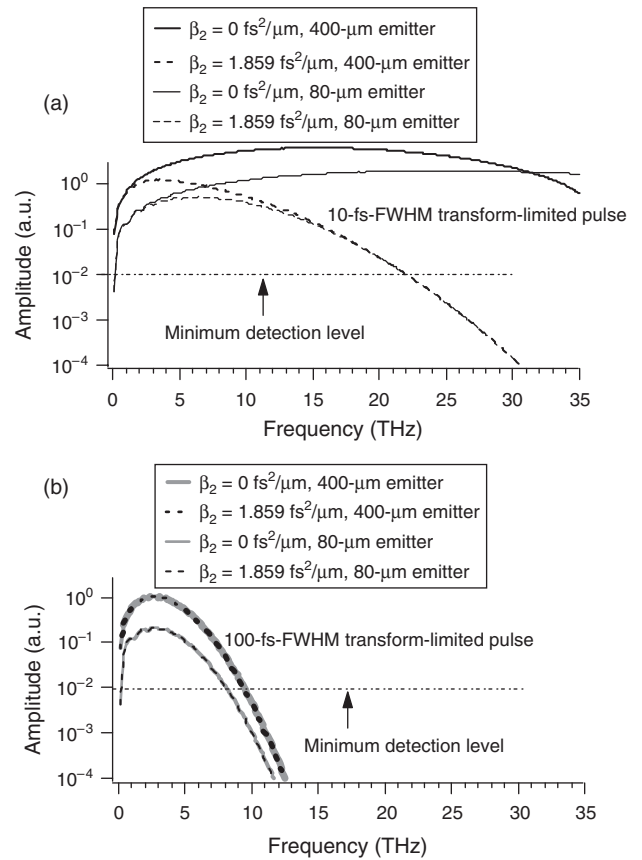 β₂ = 0 fs²/μm, 400-μm emitter
β₂ = 1.859 fs²/μm, 400-μm emitter
β₂ = 0 fs²/μm, 80-μm emitter
β₂ = 1.859 fs²/μm, 80-μm emitter
(a)
Amplitude (a.u.)
10⁰
10⁻¹
10⁻²
10⁻³
10⁻⁴
10-fs-FWHM transform-limited pulse
Minimum detection level
0 5 10 15 20 25 30 35
Frequency (THz)
(b)
β₂ = 0 fs²/μm, 400-μm emitter
β₂ = 1.859 fs²/μm, 400-μm emitter
β₂ = 0 fs²/μm, 80-μm emitter
β₂ = 1.859 fs²/μm, 80-μm emitter
Amplitude (a.u.)
10⁰
10⁻¹
10⁻²
10⁻³
10⁻⁴
100-fs-FWHM transform-limited pulse
Minimum detection level
0 5 10 15 20 25 30 35
Frequency (THz)